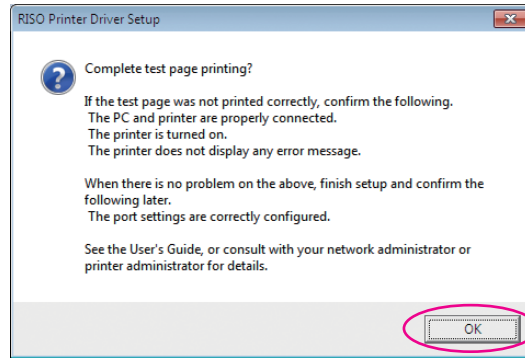 RISO Printer Driver Setup
Complete test page printing?
If the test page was not printed correctly, confirm the following.
The PC and printer are properly connected.
The printer is turned on.
The printer does not display any error message.
When there is no problem on the above, finish setup and confirm the
following later.
The port settings are correctly configured.
See the User's Guide, or consult with your network administrator or
printer administrator for details.
OK